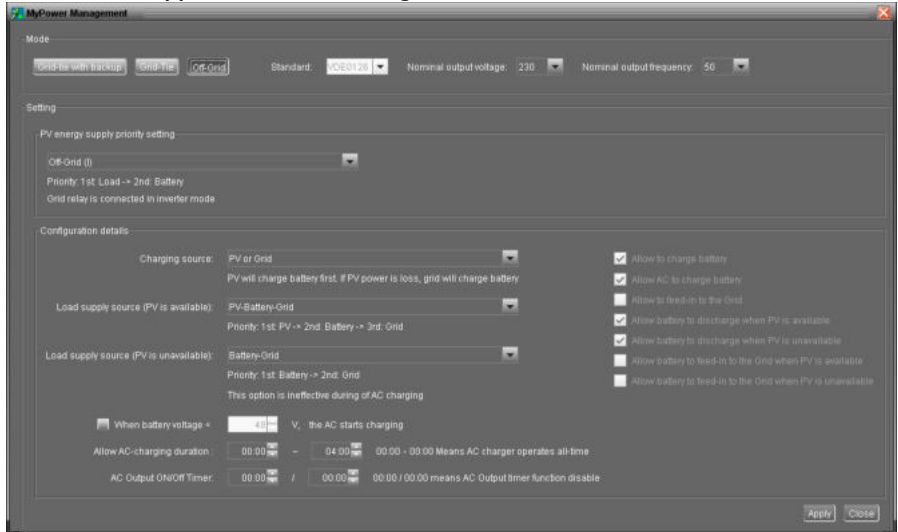 MyPower Management
Mode
Grid-tie with backup Grid-Tie Off-Grid Standard: VDE0126 Nominal output voltage: 230 Nominal output frequency: 50
Setting
PV energy supply priority setting
Off-Grid (I)
Priority: 1st: Load -> 2nd: Battery
Grid relay is connected in inverter mode
Configuration details
Charging source: PV or Grid
PV will charge battery first. If PV power is loss, grid will charge battery
Load supply source (PV is available): PV-Battery-Grid
Priority: 1st: PV -> 2nd: Battery -> 3rd: Grid
Load supply source (PV is unavailable): Battery-Grid
Priority: 1st: Battery -> 2nd: Grid
This option is ineffective during of AC charging
When battery voltage < 48 V, the AC starts charging
Allow AC-charging duration : 00:00 ~ 04:00 00:00 - 00:00 Means AC charger operates all-time
AC Output ON/Off Timer: 00:00 / 00:00 00:00 / 00:00 means AC Output timer function disable
Allow to charge battery
Allow AC to charge battery
Allow to feed-in to the Grid
Allow battery to discharge when PV is available
Allow battery to discharge when PV is unavailable
Allow battery to feed-in to the Grid when PV is available
Allow battery to feed-in to the Grid when PV is unavailable
Apply Close